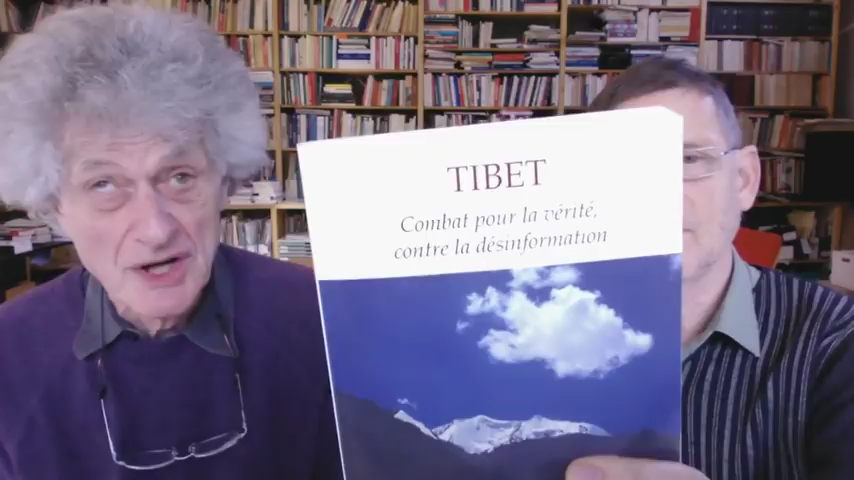 TIBET
Combat pour la vérité,
contre la désinformation